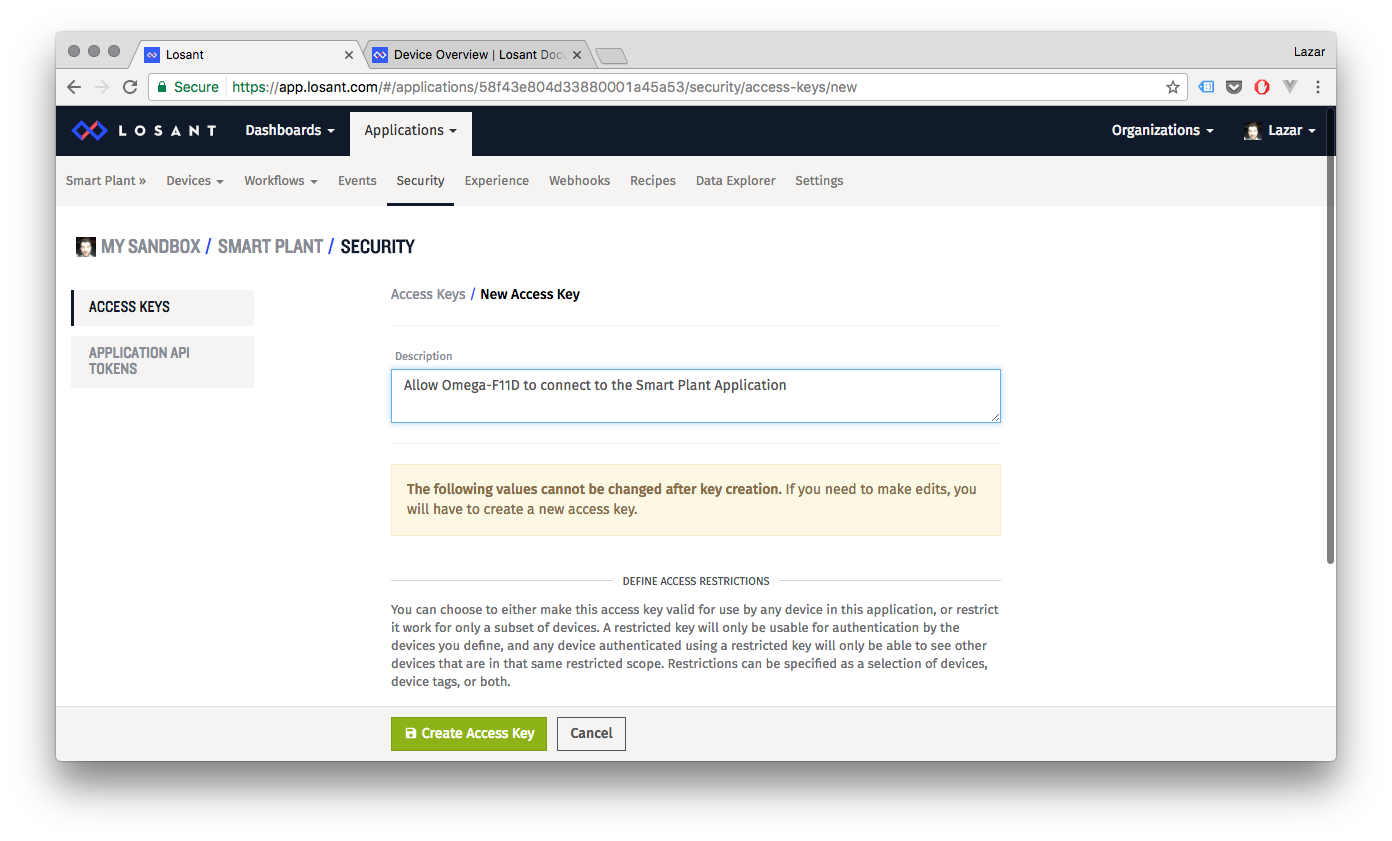 Losant
Device Overview | Losant Doc
Lazar
Secure
https://app.losant.com/#/applications/58f43e804d33880001a45a53/security/access-keys/new
LOSANT
Dashboards
Applications
Organizations
Lazar
Smart Plant »
Devices
Workflows
Events
Security
Experience
Webhooks
Recipes
Data Explorer
Settings
MY SANDBOX / SMART PLANT / SECURITY
ACCESS KEYS
APPLICATION API
TOKENS
Access Keys / New Access Key
Description
Allow Omega-F11D to connect to the Smart Plant Application
The following values cannot be changed after key creation. If you need to make edits, you
will have to create a new access key.
DEFINE ACCESS RESTRICTIONS
You can choose to either make this access key valid for use by any device in this application, or restrict
it work for only a subset of devices. A restricted key will only be usable for authentication by the
devices you define, and any device authenticated using a restricted key will only be able to see other
devices that are in that same restricted scope. Restrictions can be specified as a selection of devices,
device tags, or both.
Create Access Key
Cancel